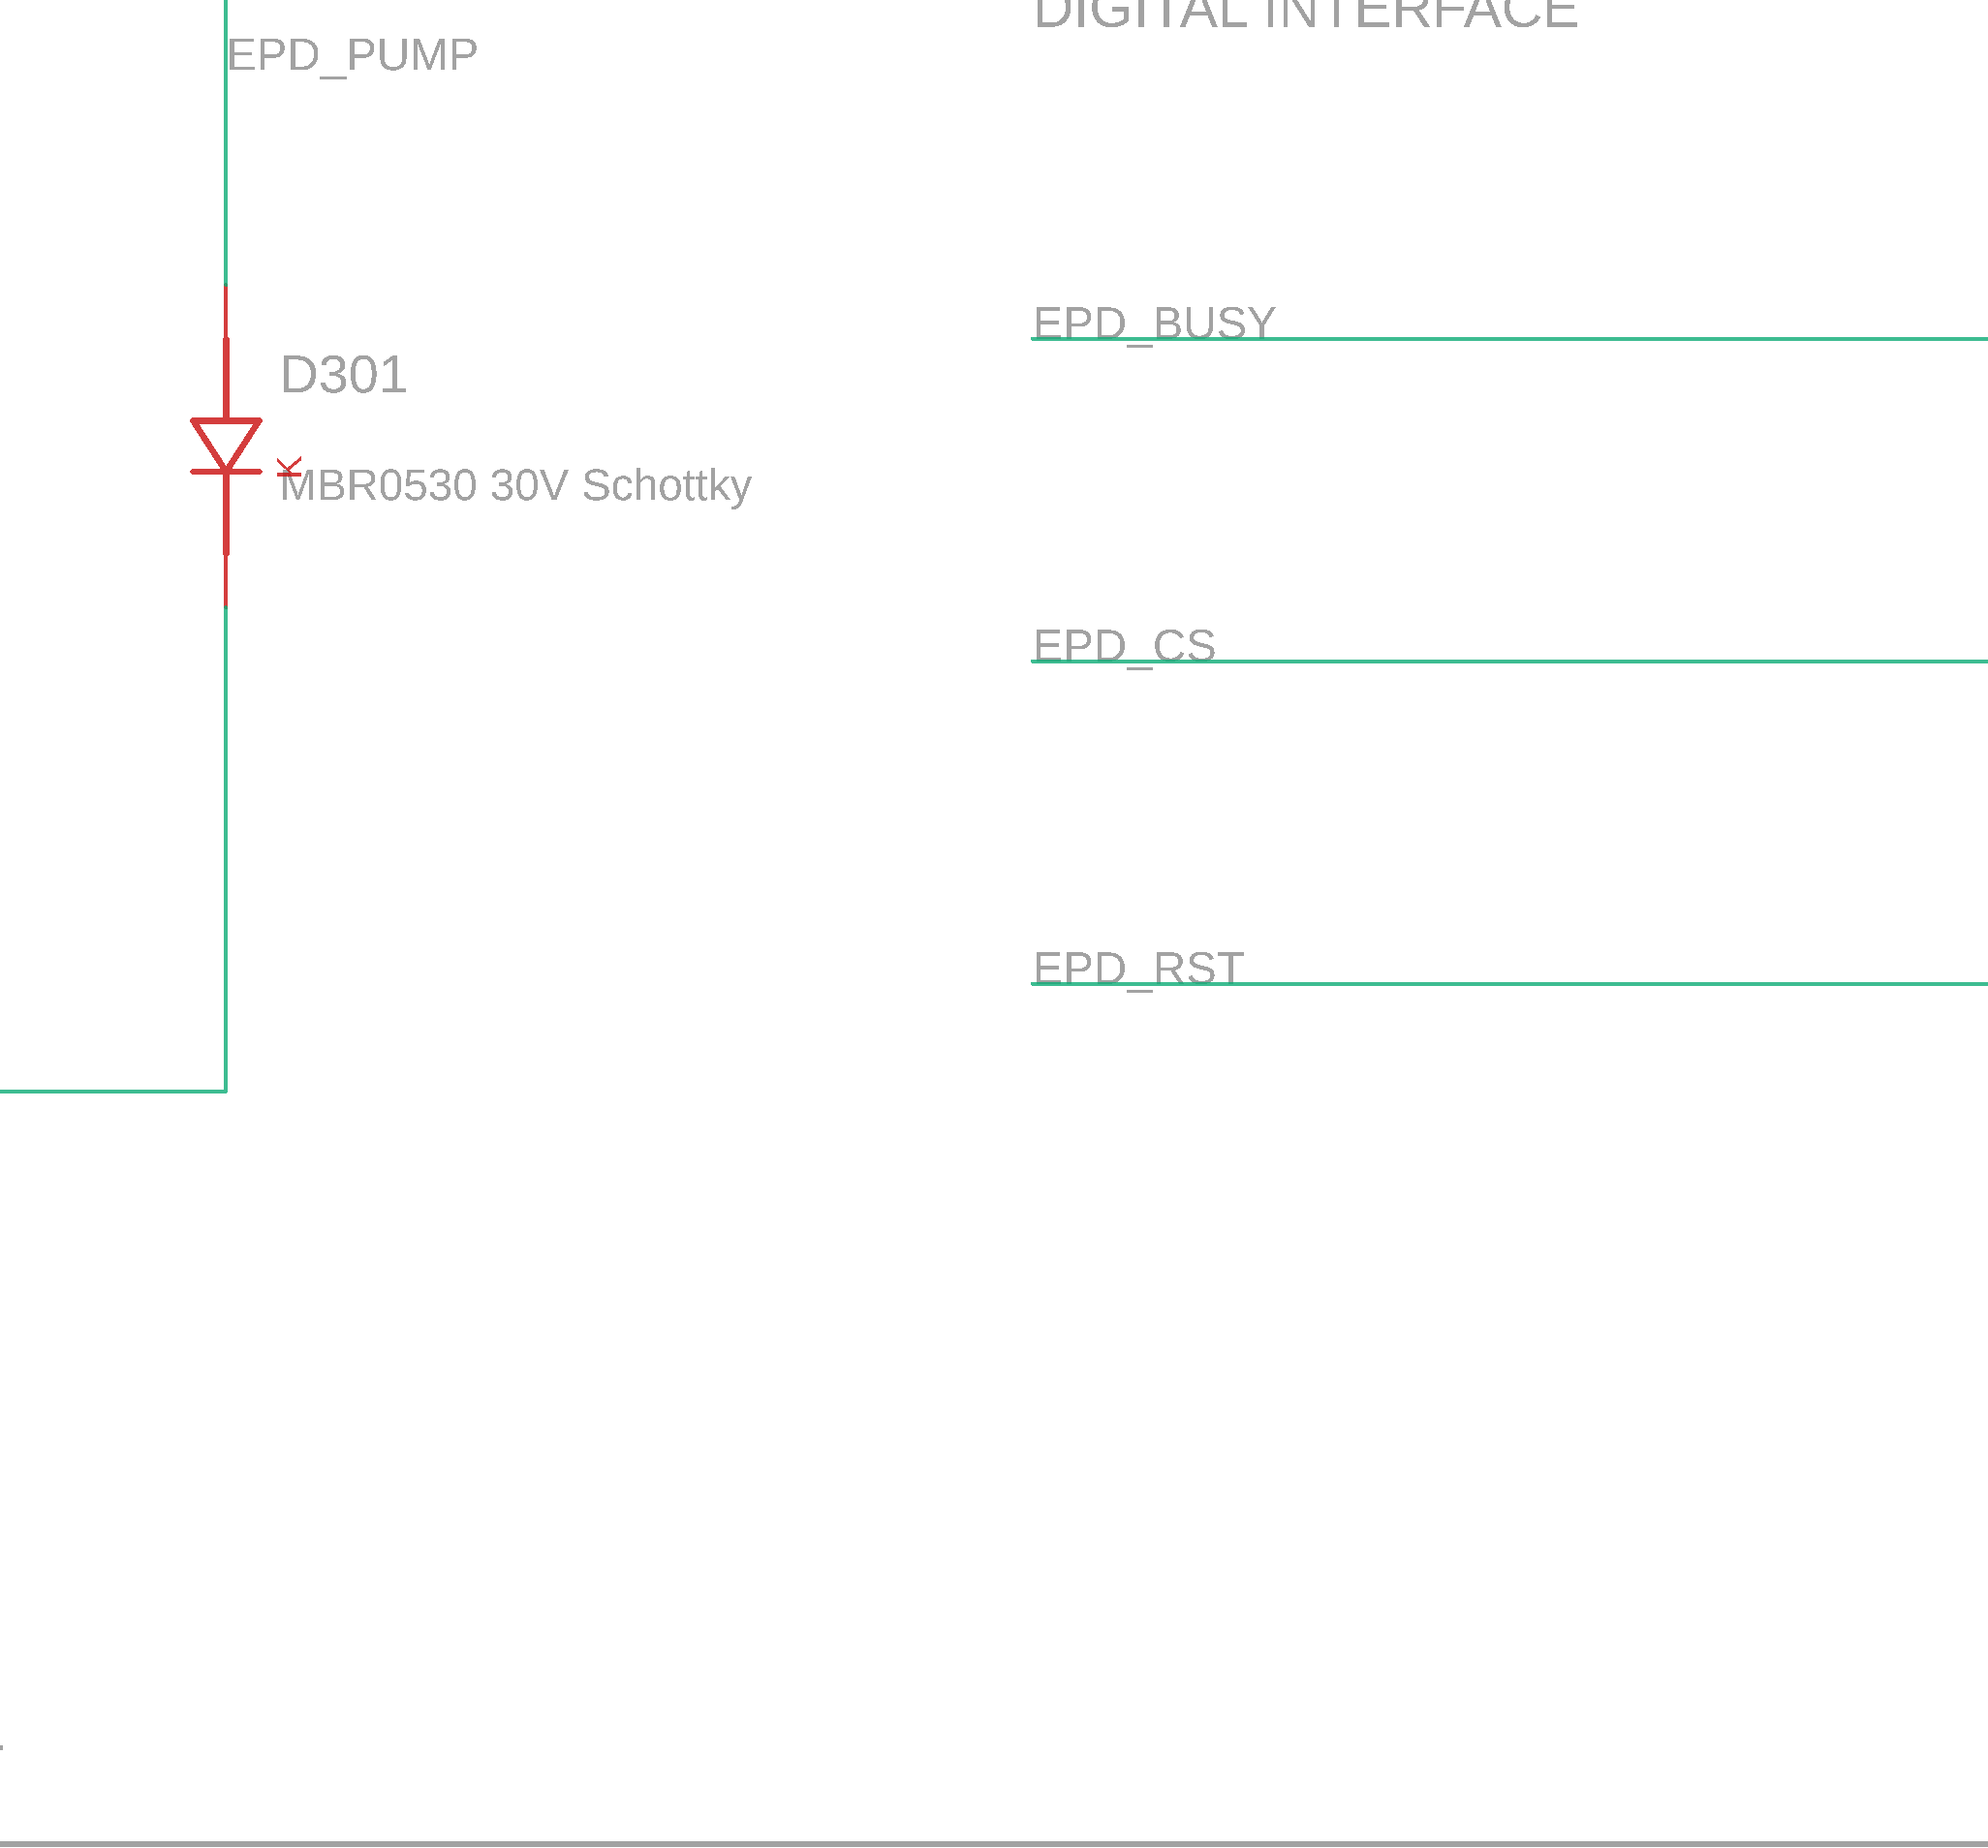 DIGITAL INTERFACE
EPD_PUMP
EPD_BUSY
D301
K
MBR0530 30V Schottky
EPD_CS
EPD_RST